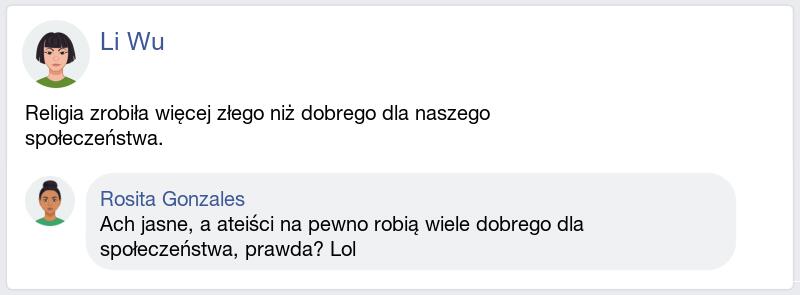 Li Wu
Religia zrobiła więcej złego niż dobrego dla naszego
społeczeństwa.
Rosita Gonzales
Ach jasne, a ateiści na pewno robią wiele dobrego dla
społeczeństwa, prawda? Lol